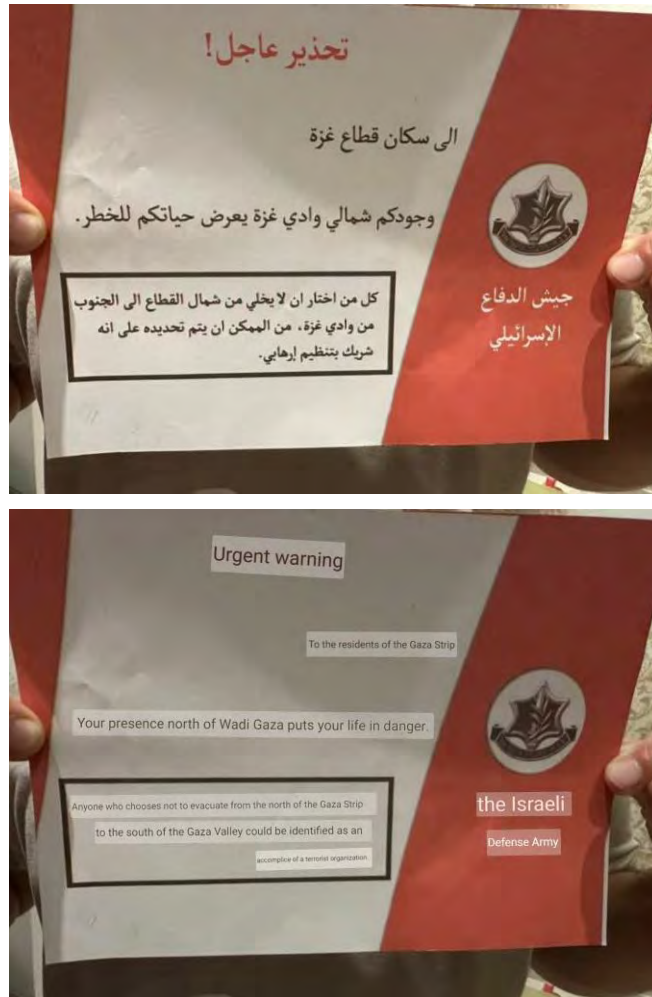 تحذير عاجل!
الى سكان قطاع غزة
وجودكم شمالي وادي غزة يعرض حياتكم للخطر.
كل من اختار ان لا يخلي من شمال القطاع الى الجنوب
من وادي غزة، من الممكن ان يتم تحديده على انه
شريك بتنظيم إرهابي.
جيش الدفاع
الإسرائيلي
Urgent warning
To the residents of the Gaza Strip
Your presence north of Wadi Gaza puts your life in danger.
Anyone who chooses not to evacuate from the north of the Gaza Strip
to the south of the Gaza Valley could be identified as an
accomplice of a terrorist organization.
the Israeli
Defense Army